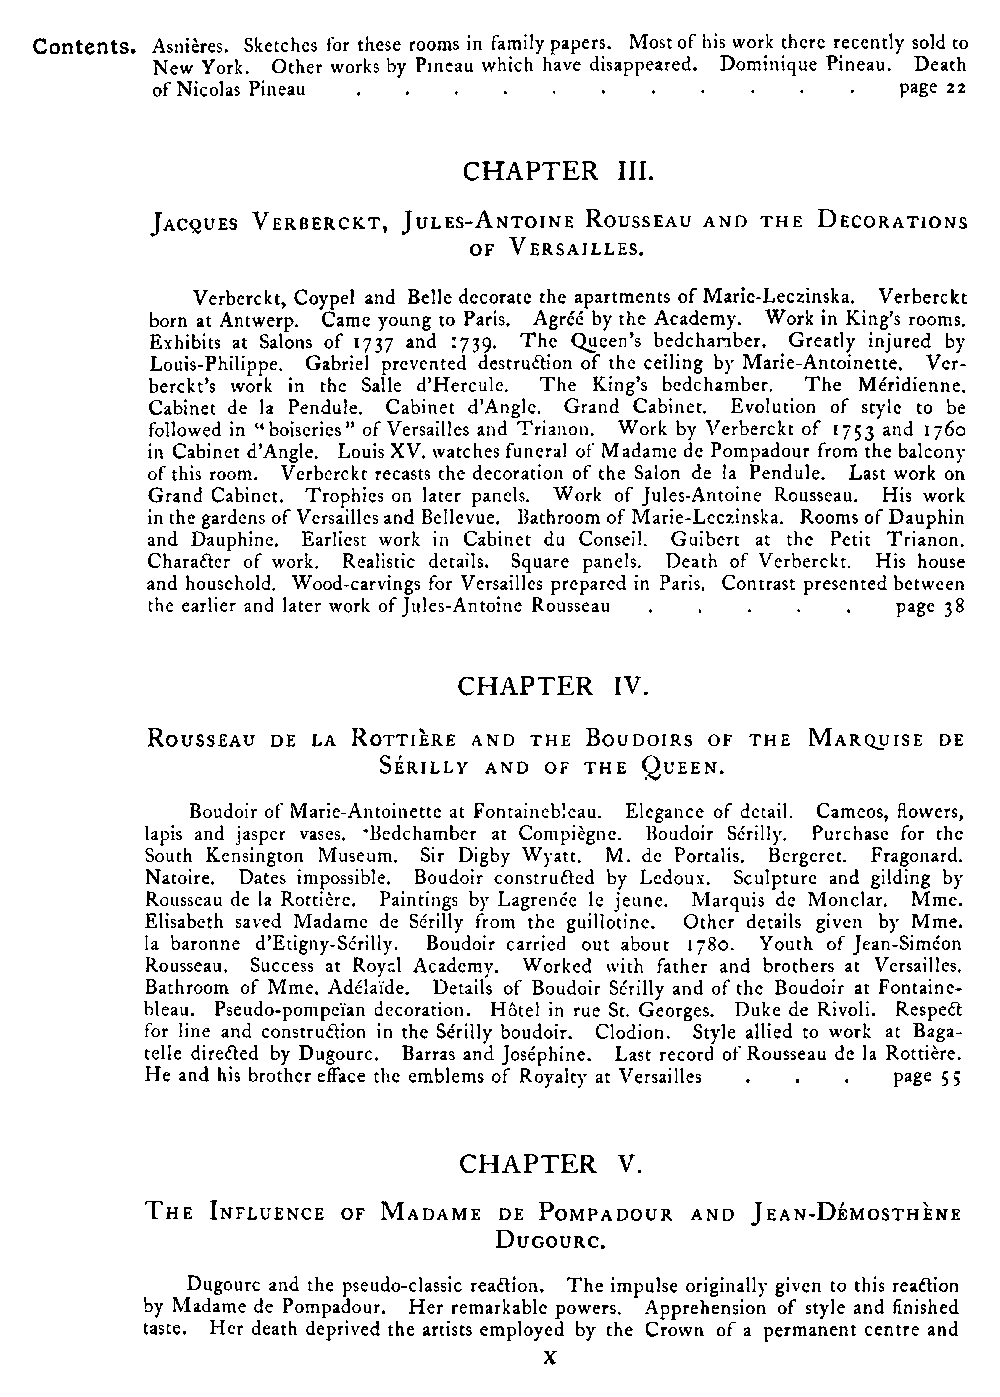 Contents. Asnières. Sketches for these rooms in family papers. Most of his work there recently sold to
New York. Other works by Pineau which have disappeared. Dominique Pineau. Death
of Nicolas Pineau . . . . . . . . . . . page 22
CHAPTER III.
JACQUES VERBERCKT, JULES-ANTOINE ROUSSEAU AND THE DECORATIONS
OF VERSAILLES.
Verberckt, Coypel and Belle decorate the apartments of Marie-Leczinska. Verberckt
born at Antwerp. Came young to Paris. Agréé by the Academy. Work in King's rooms.
Exhibits at Salons of 1737 and 1739. The Queen's bedchamber. Greatly injured by
Louis-Philippe. Gabriel prevented destruction of the ceiling by Marie-Antoinette. Ver-
berckt's work in the Salle d'Hercule. The King's bedchamber. The Méridienne.
Cabinet de la Pendule. Cabinet d'Angle. Grand Cabinet. Evolution of style to be
followed in "boiseries" of Versailles and Trianon. Work by Verberckt of 1753 and 1760
in Cabinet d'Angle. Louis XV. watches funeral of Madame de Pompadour from the balcony
of this room. Verberckt recasts the decoration of the Salon de la Pendule. Last work on
Grand Cabinet. Trophies on later panels. Work of Jules-Antoine Rousseau. His work
in the gardens of Versailles and Bellevue. Bathroom of Marie-Leczinska. Rooms of Dauphin
and Dauphine. Earliest work in Cabinet du Conseil. Guibert at the Petit Trianon.
Character of work. Realistic details. Square panels. Death of Verberckt. His house
and household. Wood-carvings for Versailles prepared in Paris. Contrast presented between
the earlier and later work of Jules-Antoine Rousseau . . . . . page 38
CHAPTER IV.
ROUSSEAU DE LA ROTTIÈRE AND THE BOUDOIRS OF THE MARQUISE DE
SÉRILLY AND OF THE QUEEN.
Boudoir of Marie-Antoinette at Fontainebleau. Elegance of detail. Cameos, flowers,
lapis and jasper vases. Bedchamber at Compiègne. Boudoir Sérilly. Purchase for the
South Kensington Museum. Sir Digby Wyatt. M. de Portalis. Bergeret. Fragonard.
Natoire. Dates impossible. Boudoir constructed by Ledoux. Sculpture and gilding by
Rousseau de la Rottière. Paintings by Lagrenée le jeune. Marquis de Monclar. Mme.
Elisabeth saved Madame de Sérilly from the guillotine. Other details given by Mme.
la baronne d'Etigny-Sérilly. Boudoir carried out about 1780. Youth of Jean-Siméon
Rousseau. Success at Royal Academy. Worked with father and brothers at Versailles.
Bathroom of Mme. Adélaïde. Details of Boudoir Sérilly and of the Boudoir at Fontaine-
bleau. Pseudo-pompeïan decoration. Hôtel in rue St. Georges. Duke de Rivoli. Respect
for line and construction in the Sérilly boudoir. Clodion. Style allied to work at Baga-
telle directed by Dugourc. Barras and Joséphine. Last record of Rousseau de la Rottière.
He and his brother efface the emblems of Royalty at Versailles . . . page 55
CHAPTER V.
THE INFLUENCE OF MADAME DE POMPADOUR AND JEAN-DÉMOSTHÈNE
DUGOURC.
Dugourc and the pseudo-classic reaction. The impulse originally given to this reaction
by Madame de Pompadour. Her remarkable powers. Apprehension of style and finished
taste. Her death deprived the artists employed by the Crown of a permanent centre and
X